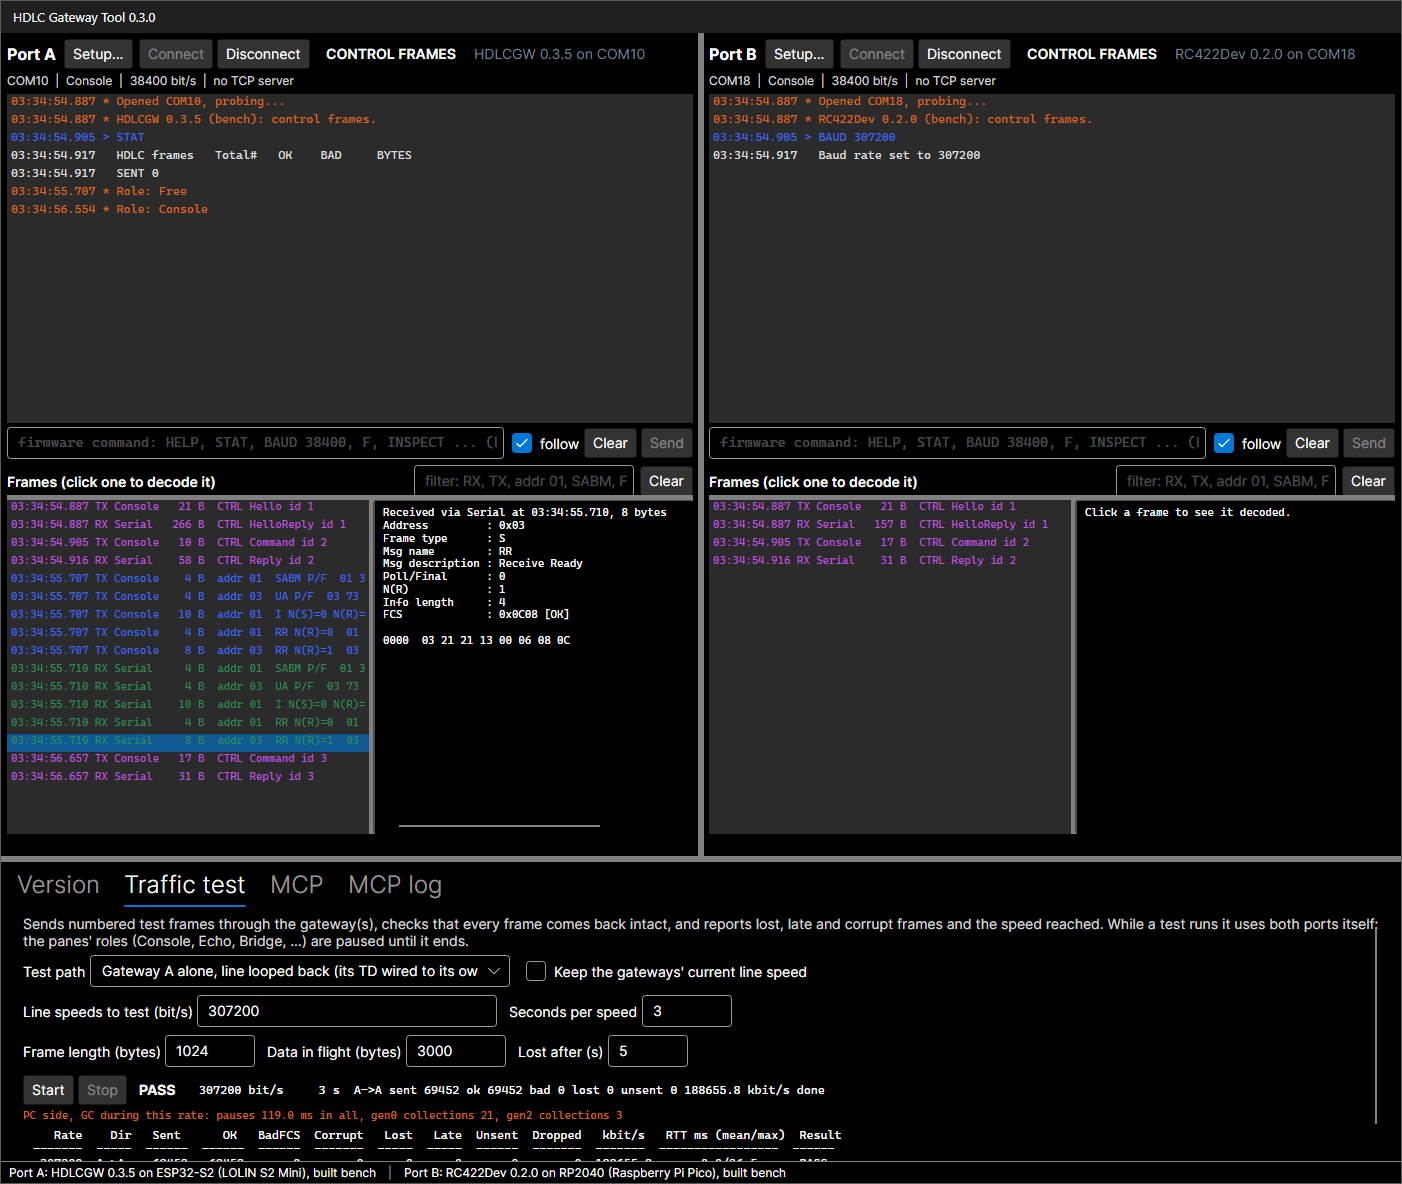 HDLC Gateway Tool 0.3.0
Port A Setup... Connect Disconnect CONTROL FRAMES HDLCGW 0.3.5 on COM10
COM10 | Console | 38400 bit/s | no TCP server
03:34:54.887 * Opened COM10, probing...
03:34:54.887 * HDLCGW 0.3.5 (bench): control frames.
03:34:54.905 > STAT
03:34:54.917 HDLC frames Total# OK BAD BYTES
03:34:54.917 SENT 0
03:34:55.707 * Role: Free
03:34:56.554 * Role: Console
firmware command: HELP, STAT, BAUD 38400, F, INSPECT ... (l
follow Clear Send
Frames (click one to decode it) filter: RX, TX, addr 01, SABM, F Clear
03:34:54.887 TX Console 21 B CTRL Hello id 1
03:34:54.887 RX Serial 266 B CTRL HelloReply id 1
03:34:54.905 TX Console 10 B CTRL Command id 2
03:34:54.916 RX Serial 58 B CTRL Reply id 2
03:34:55.707 TX Console 4 B addr 01 SABM P/F 01 3
03:34:55.707 TX Console 4 B addr 03 UA P/F 03 73
03:34:55.707 TX Console 10 B addr 01 I N(S)=0 N(R)=
03:34:55.707 TX Console 4 B addr 01 RR N(R)=0 01
03:34:55.707 TX Console 8 B addr 03 RR N(R)=1 03
03:34:55.710 RX Serial 4 B addr 01 SABM P/F 01 3
03:34:55.710 RX Serial 4 B addr 03 UA P/F 03 73
03:34:55.710 RX Serial 10 B addr 01 I N(S)=0 N(R)=
03:34:55.710 RX Serial 4 B addr 01 RR N(R)=0 01
03:34:55.710 RX Serial 8 B addr 03 RR N(R)=1 03
03:34:56.657 TX Console 17 B CTRL Command id 3
03:34:56.657 RX Serial 31 B CTRL Reply id 3
Received via Serial at 03:34:55.710, 8 bytes
Address : 0x03
Frame type : S
Msg name : RR
Msg description : Receive Ready
Poll/Final : 0
N(R) : 1
Info length : 4
FCS : 0x0C08 [OK]
0000 03 21 21 13 00 06 08 0C
Port B Setup... Connect Disconnect CONTROL FRAMES RC422Dev 0.2.0 on COM18
COM18 | Console | 38400 bit/s | no TCP server
03:34:54.887 * Opened COM18, probing...
03:34:54.887 * RC422Dev 0.2.0 (bench): control frames.
03:34:54.905 > BAUD 307200
03:34:54.917 Baud rate set to 307200
firmware command: HELP, STAT, BAUD 38400, F, INSPECT ... (l
follow Clear Send
Frames (click one to decode it) filter: RX, TX, addr 01, SABM, F Clear
03:34:54.887 TX Console 21 B CTRL Hello id 1
03:34:54.887 RX Serial 157 B CTRL HelloReply id 1
03:34:54.905 TX Console 17 B CTRL Command id 2
03:34:54.916 RX Serial 31 B CTRL Reply id 2
Click a frame to see it decoded.
Version Traffic test MCP MCP log
Sends numbered test frames through the gateway(s), checks that every frame comes back intact, and reports lost, late and corrupt frames and the speed reached. While a test runs it uses both ports itself;
the panes' roles (Console, Echo, Bridge, ...) are paused until it ends.
Test path Gateway A alone, line looped back (its TD wired to its ow Keep the gateways' current line speed
Line speeds to test (bit/s) 307200 Seconds per speed 3
Frame length (bytes) 1024 Data in flight (bytes) 3000 Lost after (s) 5
Start Stop PASS 307200 bit/s 3 s A->A sent 69452 ok 69452 bad 0 lost 0 unsent 0 188655.8 kbit/s done
PC side, GC during this rate: pauses 119.0 ms in all, gen0 collections 21, gen2 collections 3
Rate Dir Sent OK BadFCS Corrupt Lost Late Unsent Dropped kbit/s RTT ms (mean/max) Result
Port A: HDLCGW 0.3.5 on ESP32-S2 (LOLIN S2 Mini), built bench | Port B: RC422Dev 0.2.0 on RP2040 (Raspberry Pi Pico), built bench